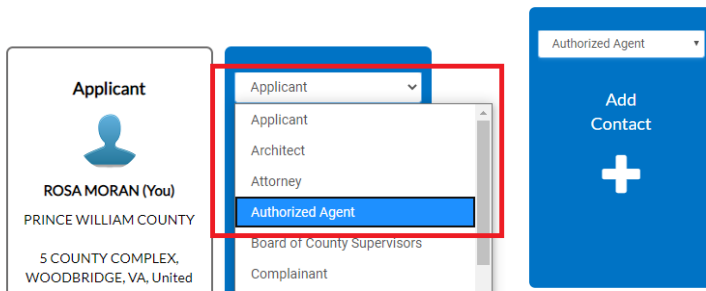 Applicant
ROSA MORAN (You)
PRINCE WILLIAM COUNTY
5 COUNTY COMPLEX,
WOODBRIDGE, VA, United
Applicant
Applicant
Architect
Attorney
Authorized Agent
Board of County Supervisors
Complainant
Authorized Agent
Add
Contact